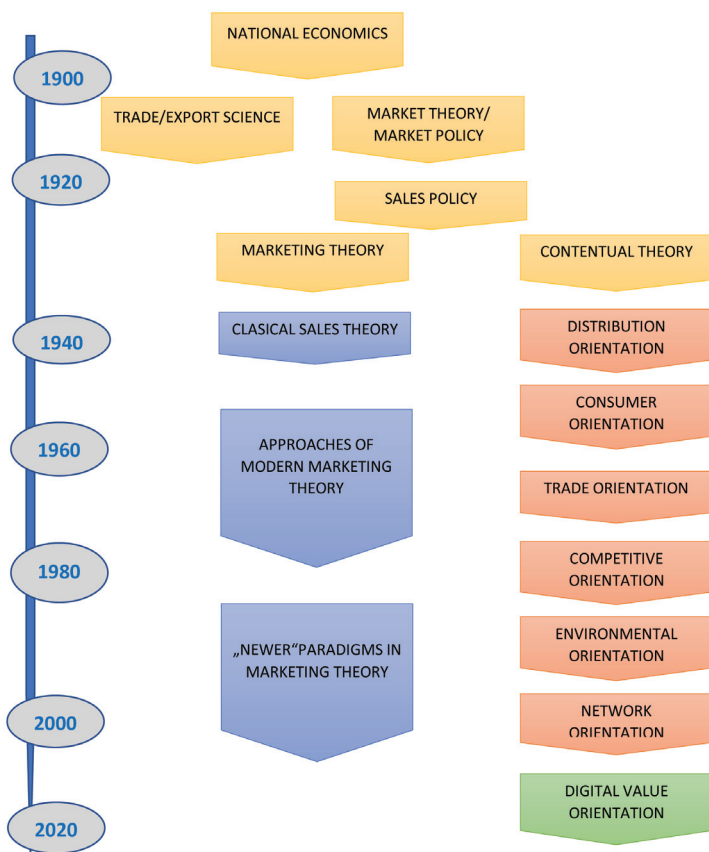 NATIONAL ECONOMICS
1900
TRADE/EXPORT SCIENCE
MARKET THEORY/
MARKET POLICY
1920
SALES POLICY
MARKETING THEORY
CONTENTUAL THEORY
CLASICAL SALES THEORY
DISTRIBUTION
ORIENTATION
1940
CONSUMER
ORIENTATION
1960
APPROACHES OF
MODERN MARKETING
THEORY
TRADE ORIENTATION
1980
COMPETITIVE
ORIENTATION
„NEWER“PARADIGMS IN
MARKETING THEORY
ENVIRONMENTAL
ORIENTATION
2000
NETWORK
ORIENTATION
DIGITAL VALUE
ORIENTATION
2020